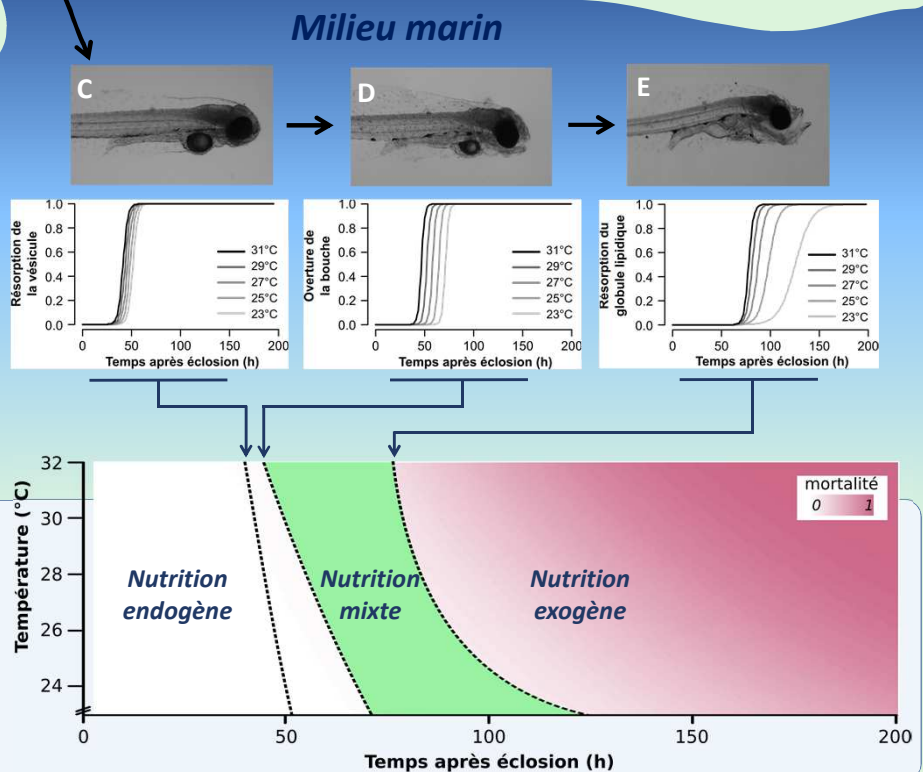 Milieu marin
C
D
E
Résorption de
la vésicule
1.0
0.8
0.6
0.4
0.2
0.0
31°C
29°C
27°C
25°C
23°C
0 50 100 150 200
Temps après éclosion (h)
Overture de
la bouche
1.0
0.8
0.6
0.4
0.2
0.0
31°C
29°C
27°C
25°C
23°C
0 50 100 150 200
Temps après éclosion (h)
Résorption du
globule lipidique
1.0
0.8
0.6
0.4
0.2
0.0
31°C
29°C
27°C
25°C
23°C
0 50 100 150 200
Temps après éclosion (h)
Température (°C)
32
30
28
26
24
Nutrition
endogène
Nutrition
mixte
Nutrition
exogène
mortalité
0 1
0 50 100 150 200
Temps après éclosion (h)